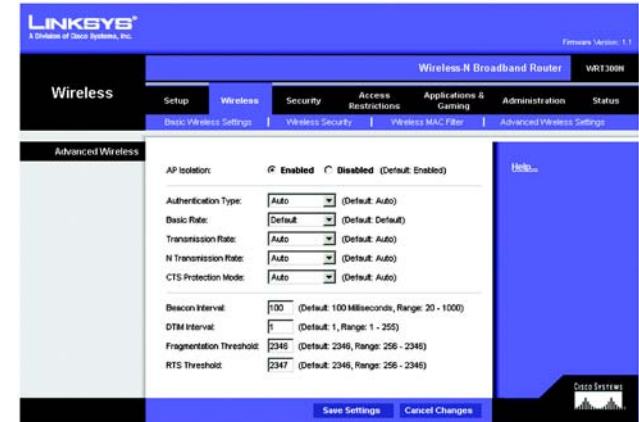 LINKSYS®
A Division of Cisco Systems, Inc.
Firmware Version: 1.1
Wireless-N Broadband Router WRT300N
Wireless
Setup Wireless Security Access Restrictions Applications & Gaming Administration Status
Basic Wireless Settings | Wireless Security | Wireless MAC Filter | Advanced Wireless Settings
Advanced Wireless
AP Isolation: Enabled Disabled (Default: Enabled)
Help...
Authentication Type: Auto (Default: Auto)
Basic Rate: Default (Default: Default)
Transmission Rate: Auto (Default: Auto)
N Transmission Rate: Auto (Default: Auto)
CTS Protection Mode: Auto (Default: Auto)
Beacon Interval: 100 (Default: 100 Milliseconds, Range: 20 - 1000)
DTIM Interval: 1 (Default: 1, Range: 1 - 255)
Fragmentation Threshold: 2346 (Default: 2346, Range: 256 - 2346)
RTS Threshold: 2347 (Default: 2346, Range: 256 - 2346)
CISCO SYSTEMS
Save Settings Cancel Changes